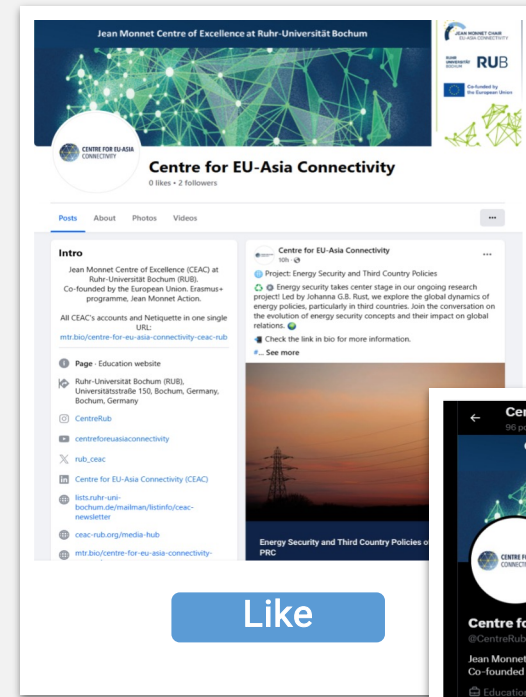 Jean Monnet Centre of Excellence at Ruhr-Universität Bochum
JEAN MONNET CHAIR
EU-ASIA CONNECTIVITY
RUHR
UNIVERSITÄT
BOCHUM
RUB
Co-funded by
the European Union
CENTRE FOR EU-ASIA
CONNECTIVITY
Centre for EU-Asia Connectivity
0 likes • 2 followers
Posts About Photos Videos
Intro
Jean Monnet Centre of Excellence (CEAC) at
Ruhr-Universität Bochum (RUB).
Co-funded by the European Union. Erasmus+
programme, Jean Monnet Action.
All CEAC's accounts and Netiquette in one single
URL:
mtr.bio/centre-for-eu-asia-connectivity-ceac-rub
Page · Education website
Ruhr-Universität Bochum (RUB),
Universitätsstraße 150, Bochum, Germany,
Bochum, Germany
CentreRub
centreforeuasiaconnectivity
rub_ceac
Centre for EU-Asia Connectivity (CEAC)
lists.ruhr-uni-
bochum.de/mailman/listinfo/ceac-
newsletter
ceac-rub.org/media-hub
mtr.bio/centre-for-eu-asia-connectivity-
Centre for EU-Asia Connectivity
10h ·
Project: Energy Security and Third Country Policies
Energy security takes center stage in our ongoing research
project! Led by Johanna G.B. Rust, we explore the global dynamics of
energy policies, particularly in third countries. Join the conversation on
the evolution of energy security concepts and their impact on global
relations.
Check the link in bio for more information.
#... See more
Energy Security and Third Country Policies o
PRC
Like
Cen
96 po
CENTRE F
CONNECTI
Centre fo
@CentreRub
Jean Monnet
Co-founded
Education